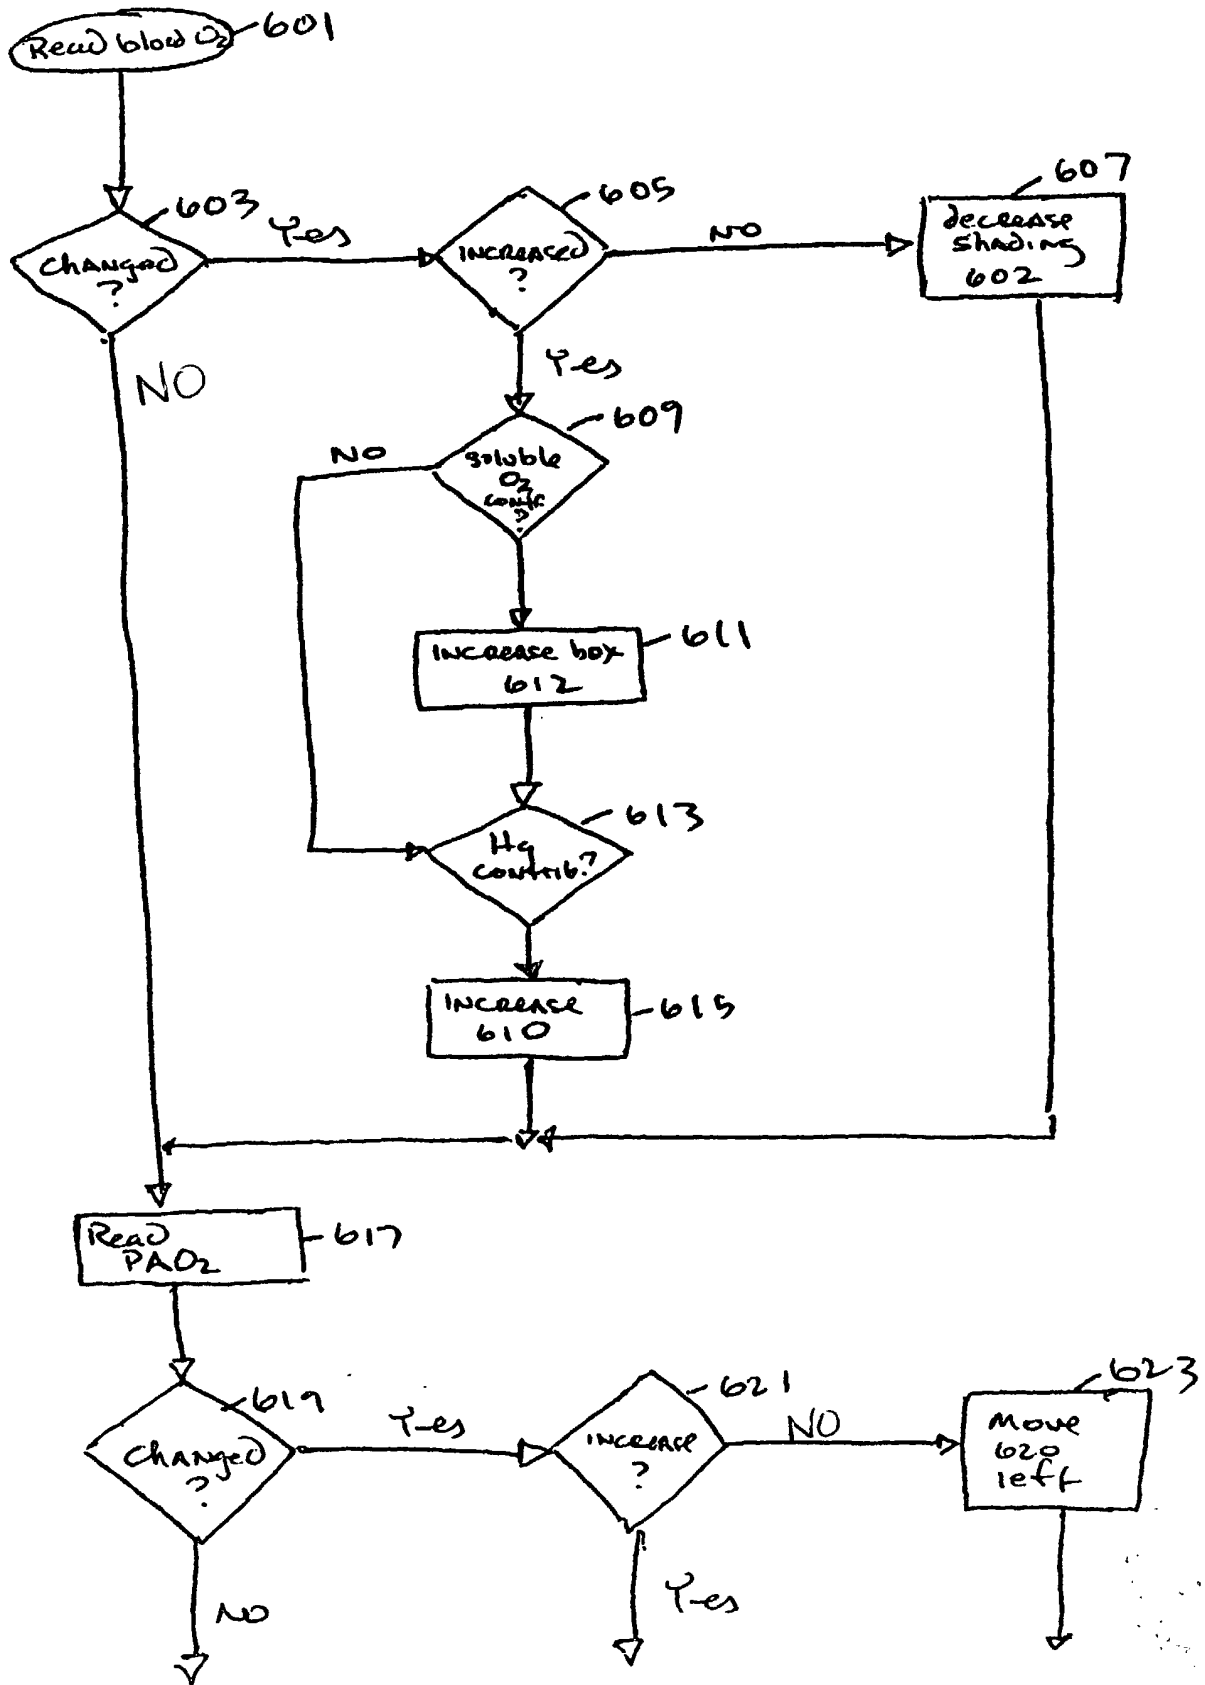 Read blood O2
601
603
Changed
?
Yes
NO
605
INCREASED
?
NO
607
decrease
shading
602
Yes
609
soluble
O2
contr.
?
NO
611
INCREASE box
612
613
Hg
contrib.?
615
INCREASE
610
617
Read
PAO2
619
Changed
?
Yes
621
INCREASE
?
NO
623
Move
620
left
NO
Yes